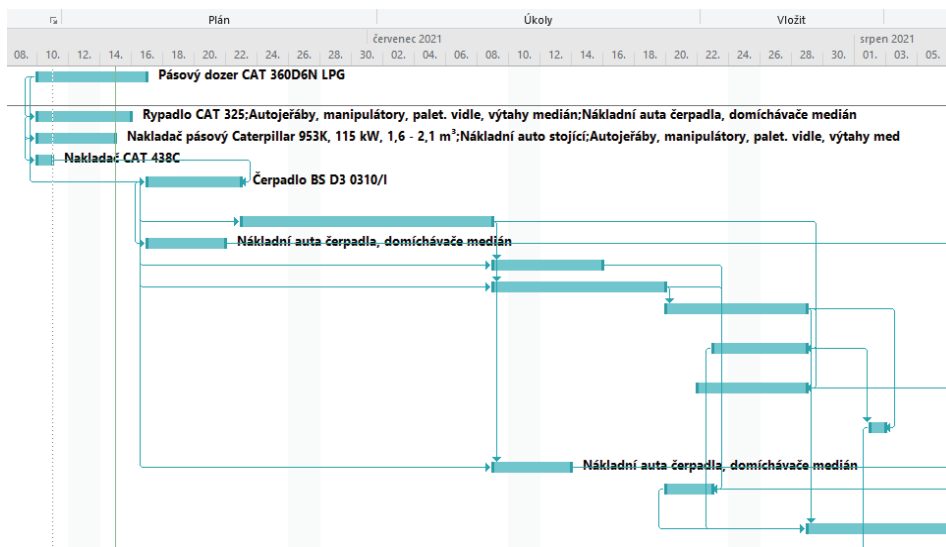 Plán Úkoly Vložit
červenec 2021 srpen 2021
08. 10. 12. 14. 16. 18. 20. 22. 24. 26. 28. 30. 02. 04. 06. 08. 10. 12. 14. 16. 18. 20. 22. 24. 26. 28. 30. 01. 03. 05.
Pásový dozer CAT 360D6N LPG
Rypadlo CAT 325;Autojeřáby, manipulátory, palet. vidle, výtahy medián;Nákladní auta čerpadla, domíchávače medián
Nakladač pásový Caterpillar 953K, 115 kW, 1,6 - 2,1 m³;Nákladní auto stojící;Autojeřáby, manipulátory, palet. vidle, výtahy med
Nakladač CAT 438C
Čerpadlo BS D3 0310/I
Nákladní auta čerpadla, domíchávače medián
Nákladní auta čerpadla, domíchávače medián